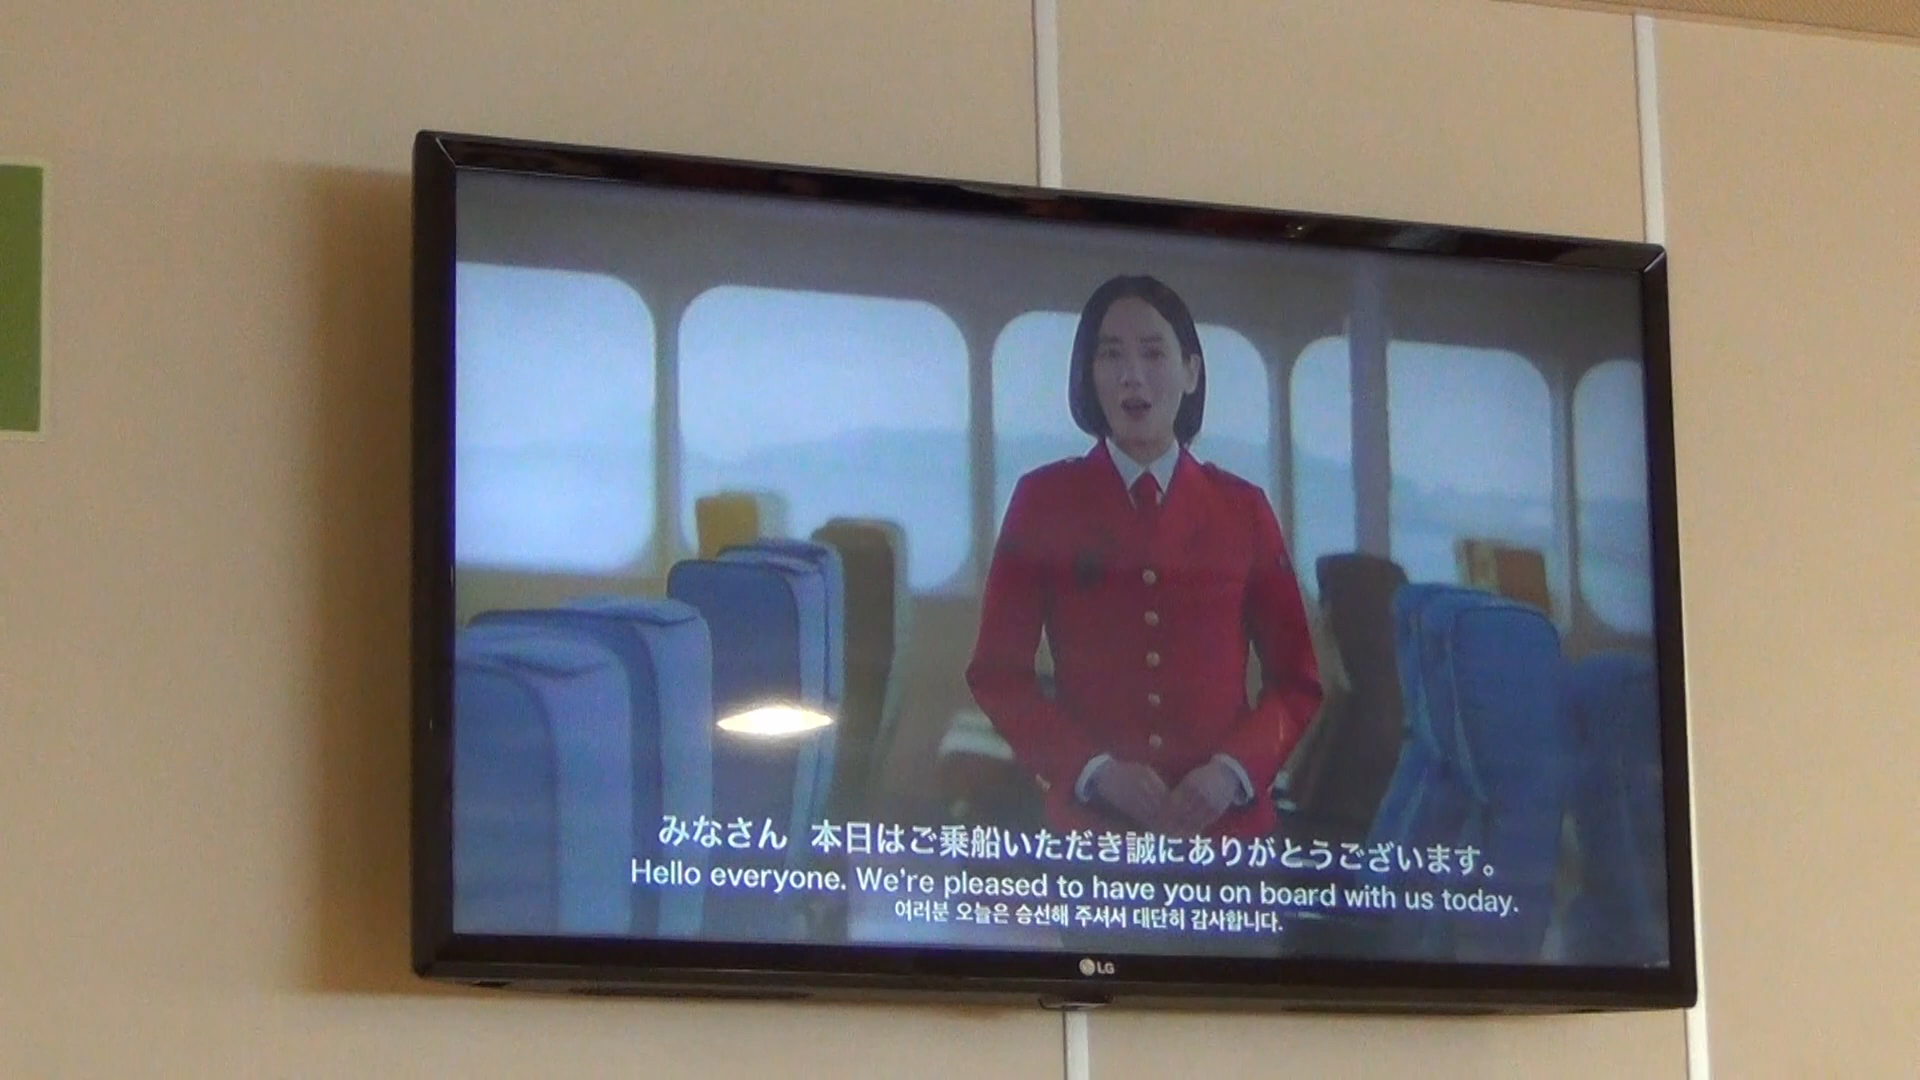 みなさん 本日はご乗船いただき誠にありがとうございます。
Hello everyone. We're pleased to have you on board with us today.
여러분 오늘은 승선해 주셔서 대단히 감사합니다.
LG